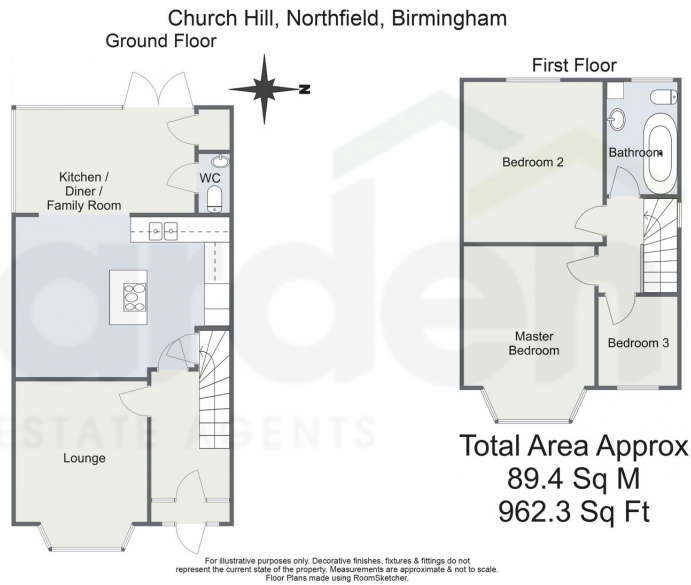 Church Hill, Northfield, Birmingham
Ground Floor
N
First Floor
Kitchen /
Diner /
Family Room
WC
Bedroom 2
Bathroom
Master
Bedroom
Bedroom 3
Lounge
arden
ESTATE AGENTS
Total Area Approx
89.4 Sq M
962.3 Sq Ft
For illustrative purposes only. Decorative finishes, fixtures & fittings do not
represent the current state of the property. Measurements are approximate & not to scale.
Floor Plans made using RoomSketcher.